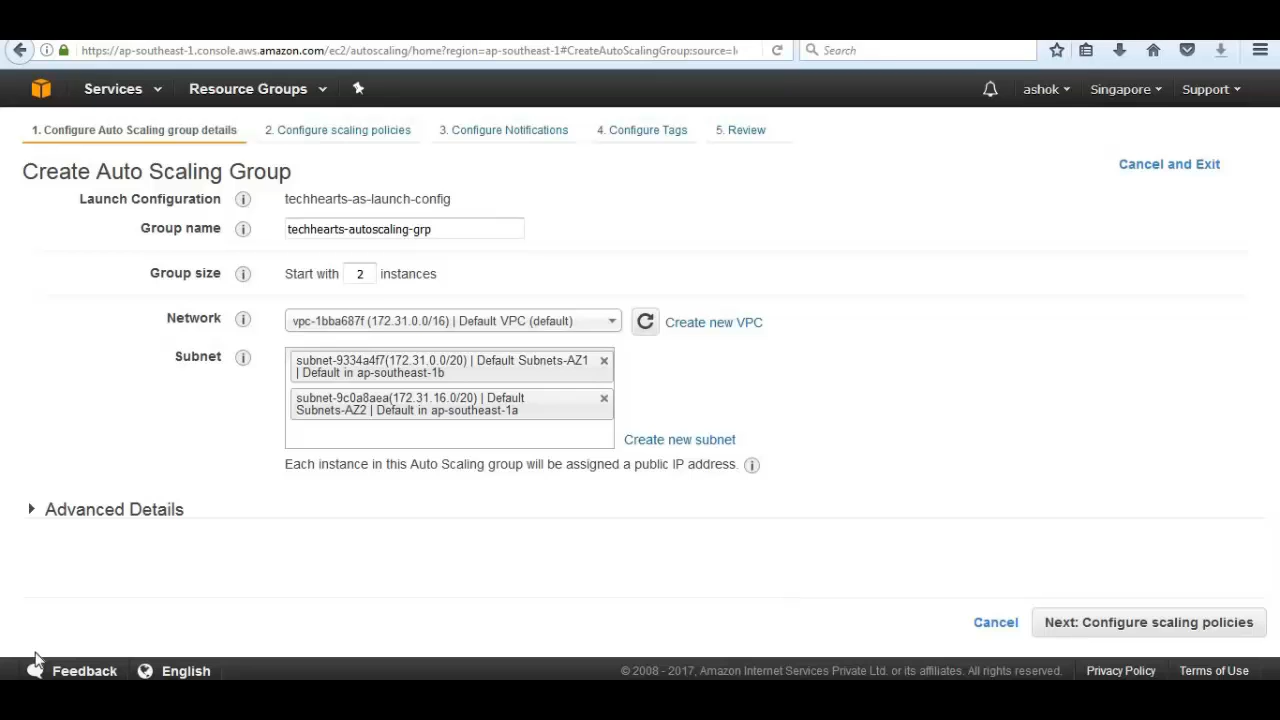 https://ap-southeast-1.console.aws.amazon.com/ec2/autoscaling/home?region=ap-southeast-1#CreateAutoScalingGroup:source=l
Search
Services
Resource Groups
ashok
Singapore
Support
1. Configure Auto Scaling group details
2. Configure scaling policies
3. Configure Notifications
4. Configure Tags
5. Review
Create Auto Scaling Group
Cancel and Exit
Launch Configuration
techhearts-as-launch-config
Group name
techhearts-autoscaling-grp
Group size
Start with 2 instances
Network
vpc-1bba687f (172.31.0.0/16) | Default VPC (default)
Create new VPC
Subnet
subnet-9334a4f7(172.31.0.0/20) | Default Subnets-AZ1
| Default in ap-southeast-1b
subnet-9c0a8aea(172.31.16.0/20) | Default
Subnets-AZ2 | Default in ap-southeast-1a
Create new subnet
Each instance in this Auto Scaling group will be assigned a public IP address.
Advanced Details
Cancel
Next: Configure scaling policies
Feedback
English
© 2008 - 2017, Amazon Internet Services Private Ltd. or its affiliates. All rights reserved.
Privacy Policy
Terms of Use